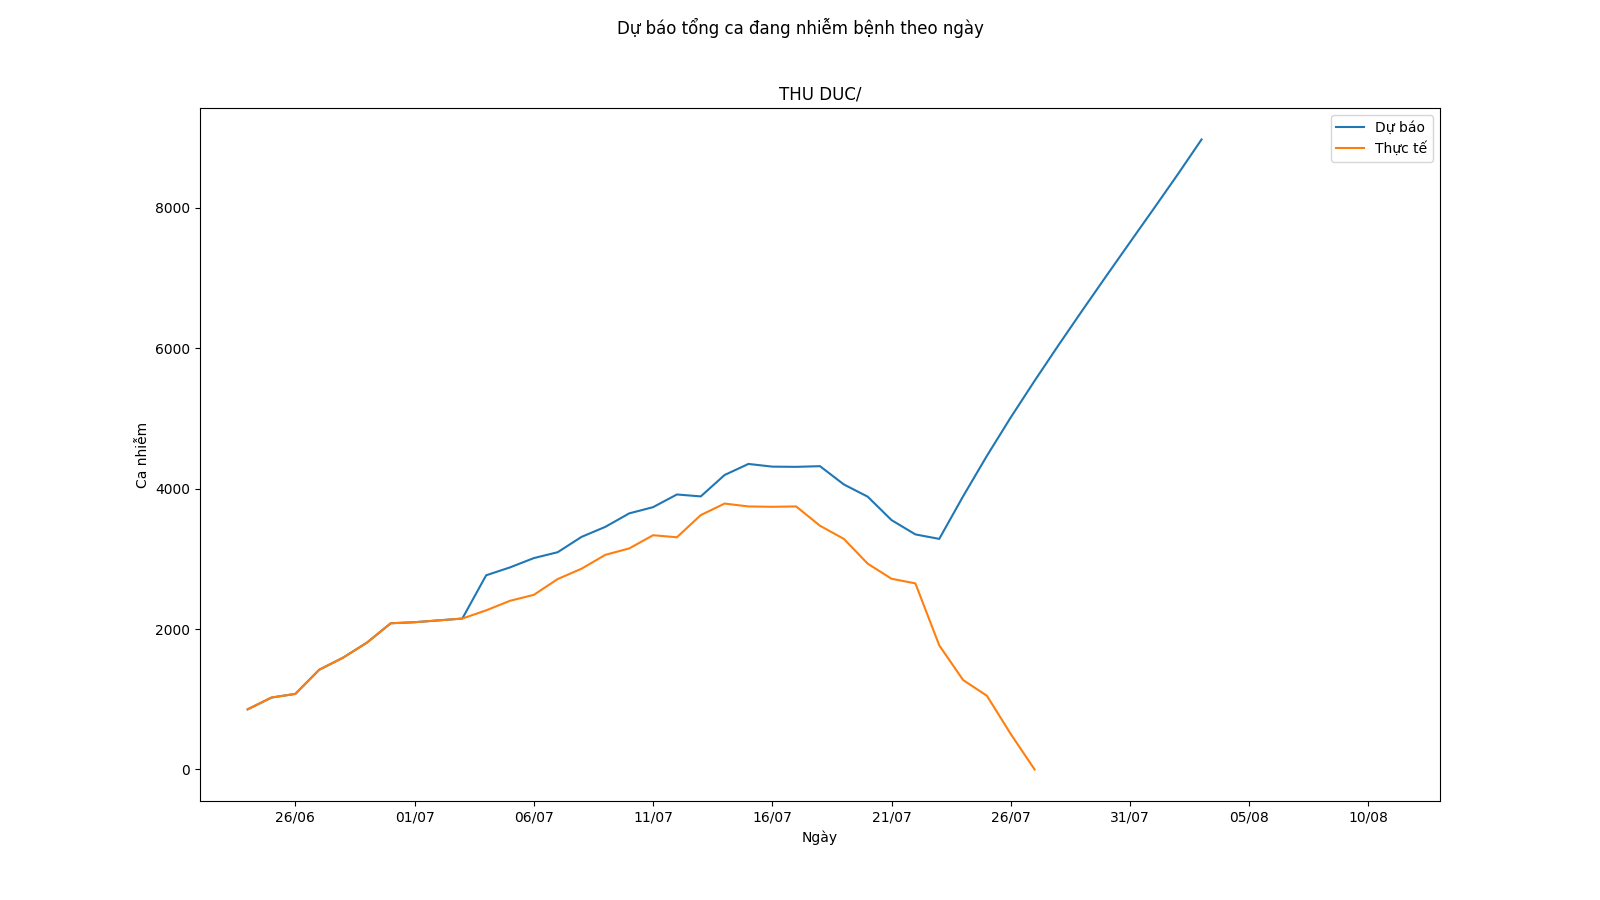 Dự báo tổng ca đang nhiễm bệnh theo ngày
THU DUC/
Dự báo
Thực tế
Ca nhiễm
8000
6000
4000
2000
0
26/06 01/07 06/07 11/07 16/07 21/07 26/07 31/07 05/08 10/08
Ngày